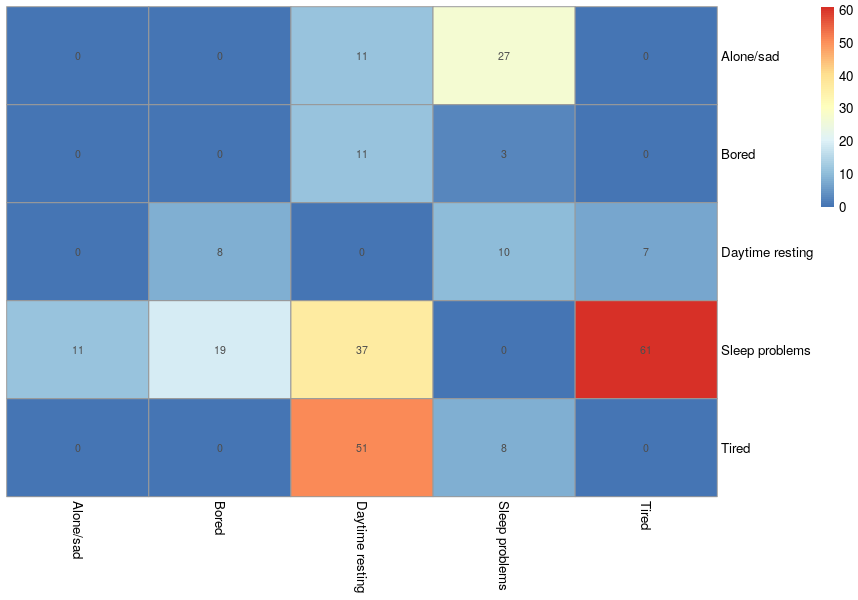 0 0 11 27 0 Alone/sad
0 0 11 3 0 Bored
0 8 0 10 7 Daytime resting
11 19 37 0 61 Sleep problems
0 0 51 8 0 Tired
Alone/sad
Bored
Daytime resting
Sleep problems
Tired
60
50
40
30
20
10
0